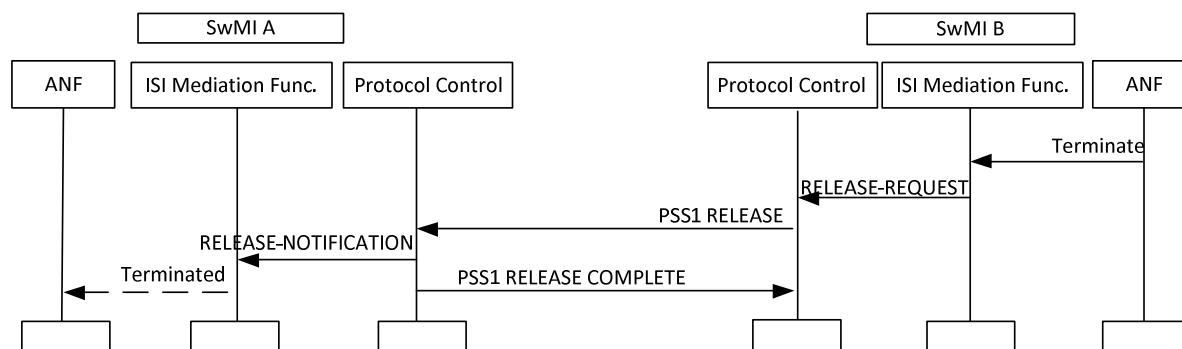 SwMI A
SwMI B
ANF
ISI Mediation Func.
Protocol Control
Protocol Control
ISI Mediation Func.
ANF
Terminate
RELEASE-REQUEST
PSS1 RELEASE
RELEASE-NOTIFICATION
Terminated
PSS1 RELEASE COMPLETE